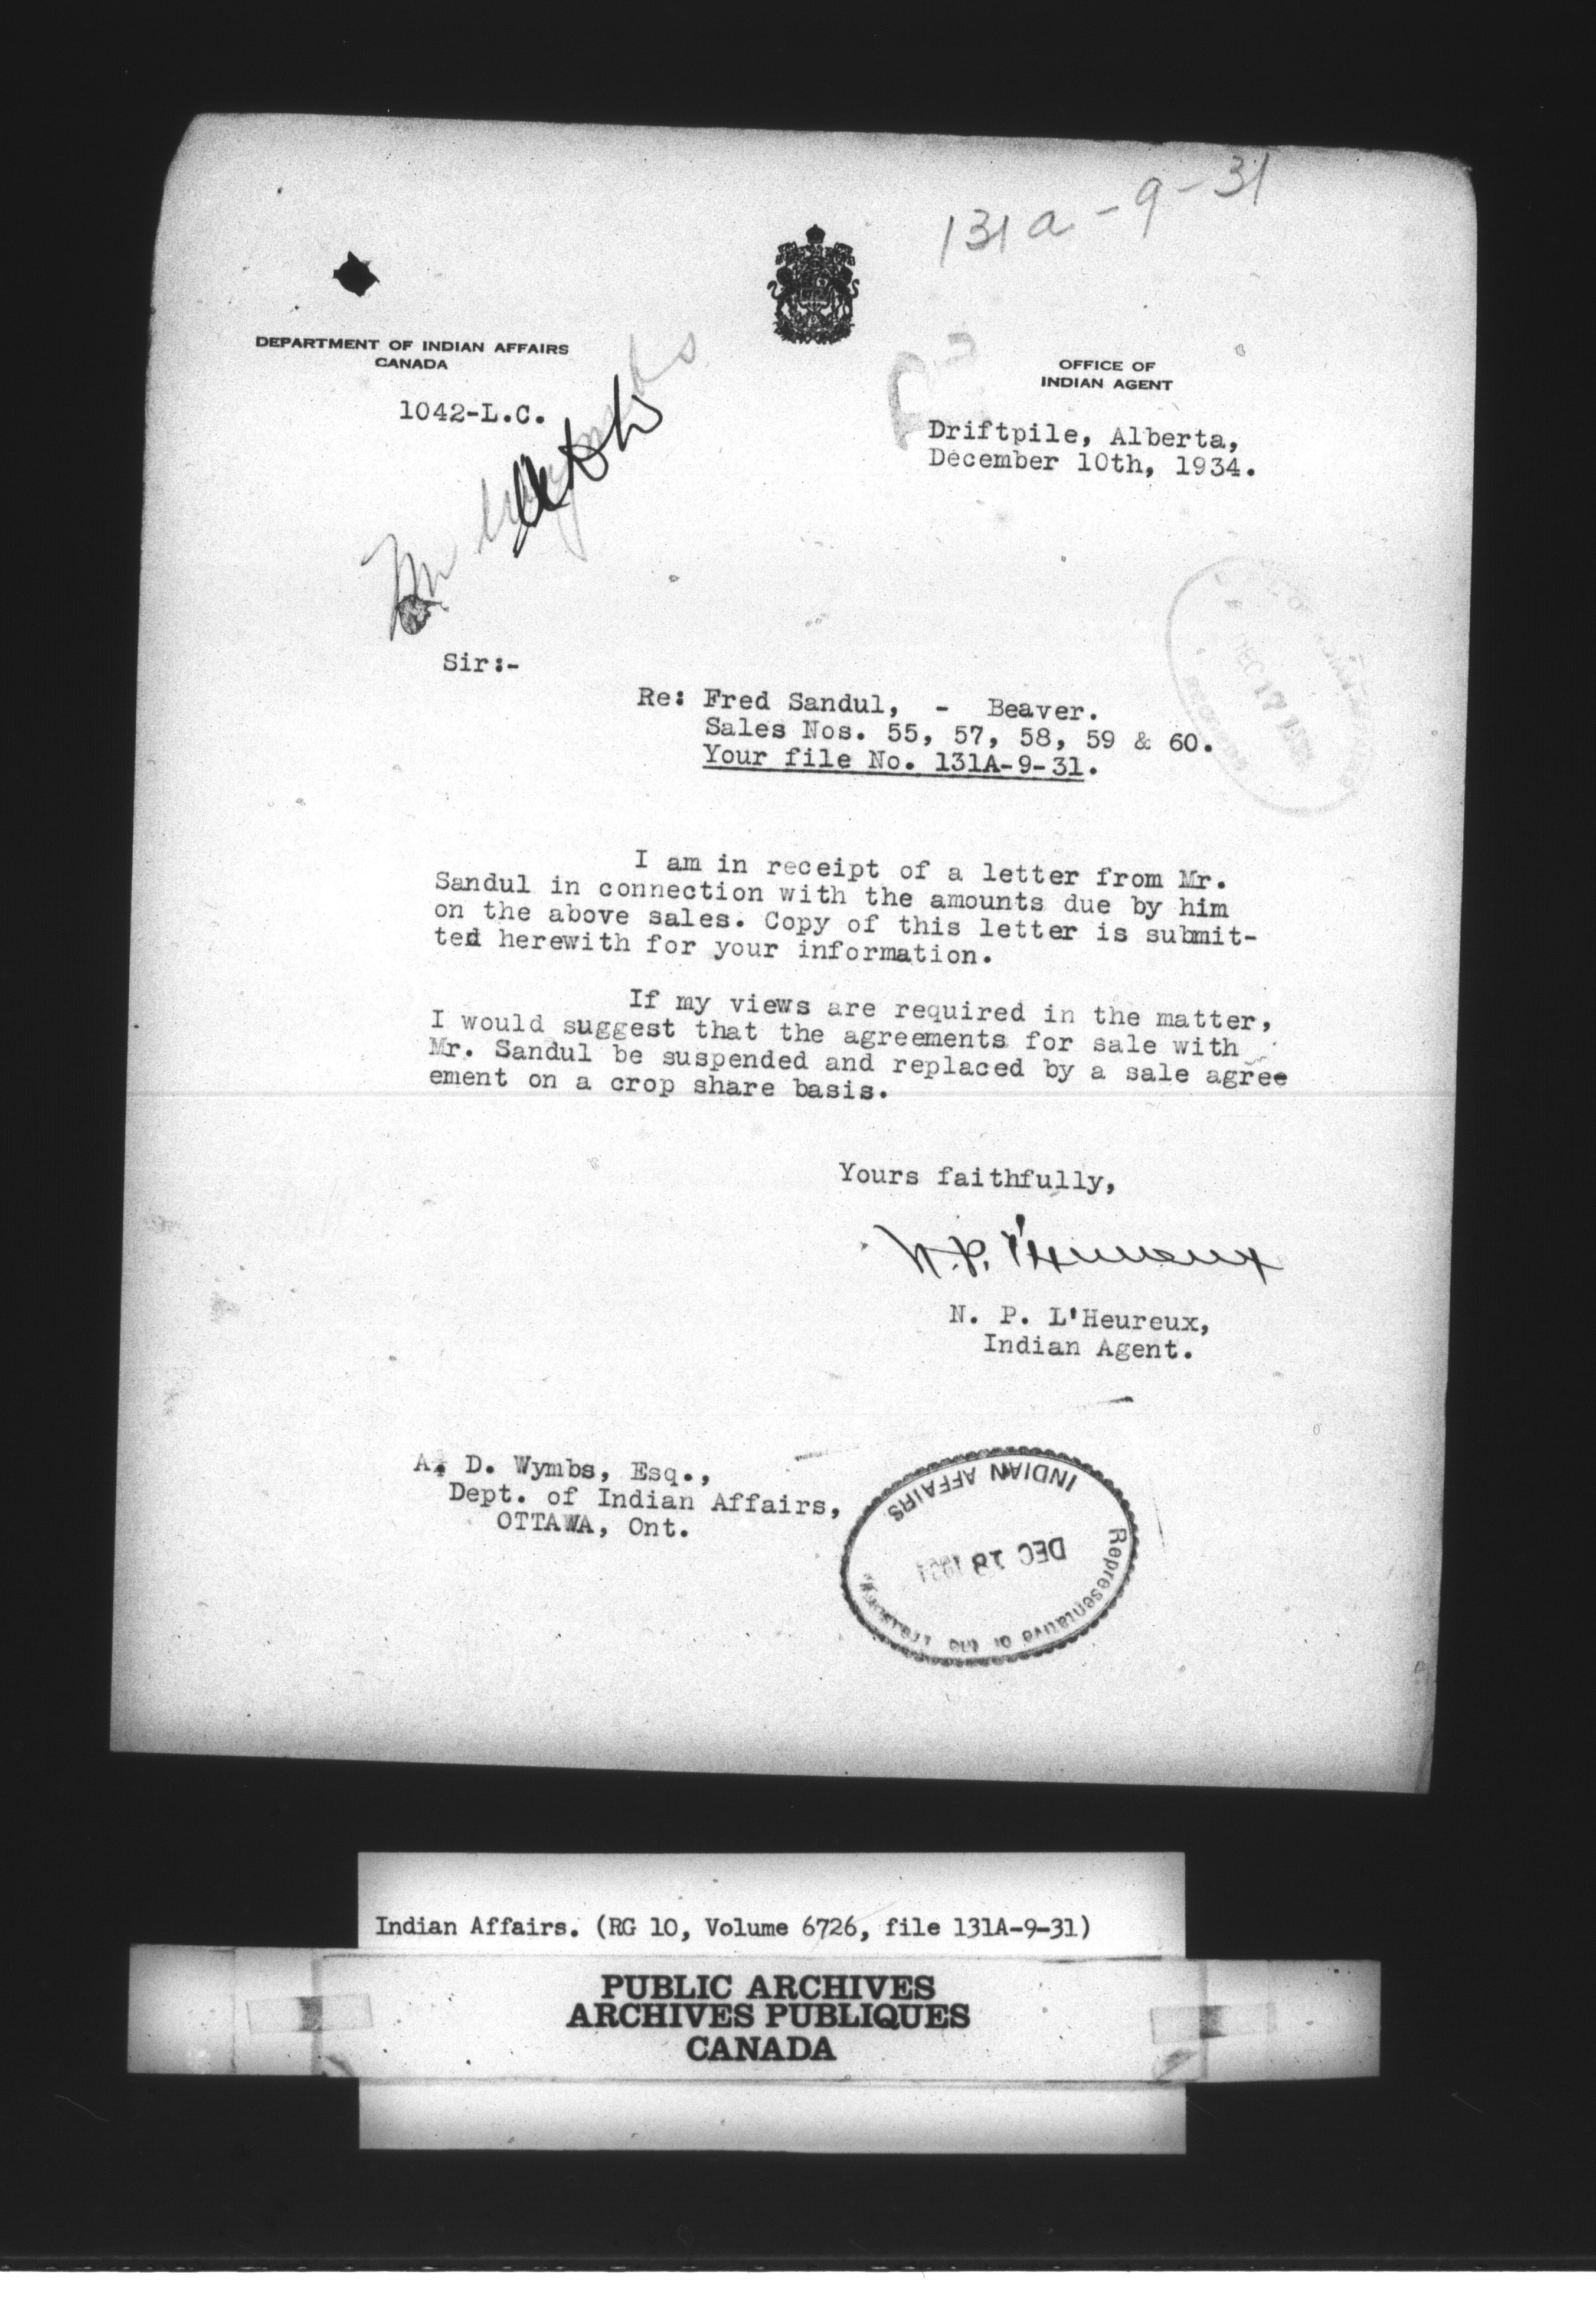 131a-9-31
DEPARTMENT OF INDIAN AFFAIRS
CANADA
OFFICE OF
INDIAN AGENT
1042-L.C.
Driftpile, Alberta,
December 10th, 1934.
DEC 17
Sir:-
Re: Fred Sandul, - Beaver.
Sales Nos. 55, 57, 58, 59 & 60.
Your file No. 131A-9-31.
I am in receipt of a letter from Mr.
Sandul in connection with the amounts due by him
on the above sales. Copy of this letter is submit-
ted herewith for your information.
If my views are required in the matter,
I would suggest that the agreements for sale with
Mr. Sandul be suspended and replaced by a sale agree
ement on a crop share basis.
Yours faithfully,
N.P. L'Heureux
N. P. L'Heureux,
Indian Agent.
A. D. Wymbs, Esq.,
Dept. of Indian Affairs,
OTTAWA, Ont.
INDIAN AFFAIRS
DEC 18
Representative of the
Indian Affairs. (RG 10, Volume 6726, file 131A-9-31)
PUBLIC ARCHIVES
ARCHIVES PUBLIQUES
CANADA